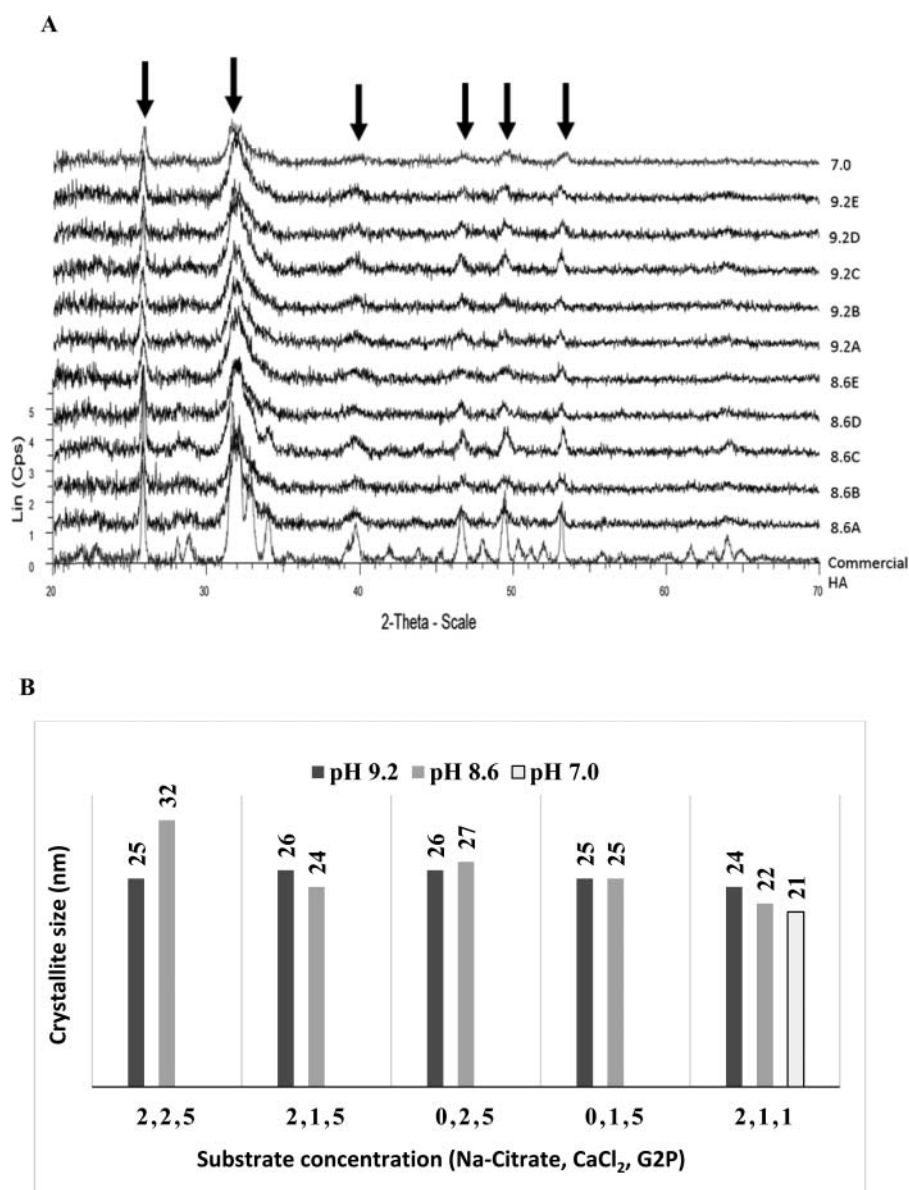 A
7.0
9.2E
9.2D
9.2C
9.2B
9.2A
8.6E
8.6D
8.6C
8.6B
8.6A
Commercial
HA
Lin (Cps)
5
4
3
2
1
0
20 30 40 50 60 70
2-Theta - Scale
B
pH 9.2 pH 8.6 pH 7.0
25 32 26 24 26 27 25 25 24 22 21
Crystallite size (nm)
2,2,5 2,1,5 0,2,5 0,1,5 2,1,1
Substrate concentration (Na-Citrate, CaCl₂, G2P)